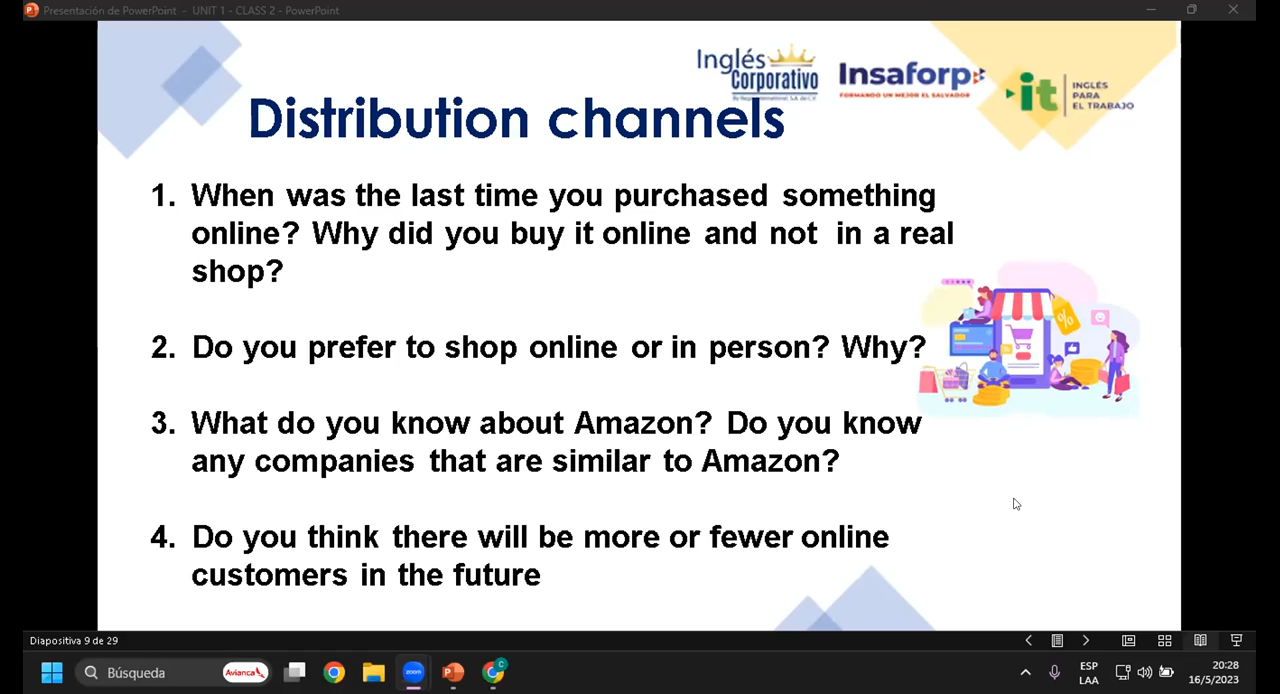 Presentación de PowerPoint - UNIT 1 - CLASS 2 - PowerPoint
Inglés
Corporativo
Insaforp
FORMANDO UN MEJOR EL SALVADOR
it
INGLÉS
PARA
EL TRABAJO
Distribution channels
1. When was the last time you purchased something
online? Why did you buy it online and not in a real
shop?
2. Do you prefer to shop online or in person? Why?
3. What do you know about Amazon? Do you know
any companies that are similar to Amazon?
4. Do you think there will be more or fewer online
customers in the future
%
Diapositiva 9 de 29
Búsqueda
Avianca
zoom
ESP
LAA
20:28
16/5/2023